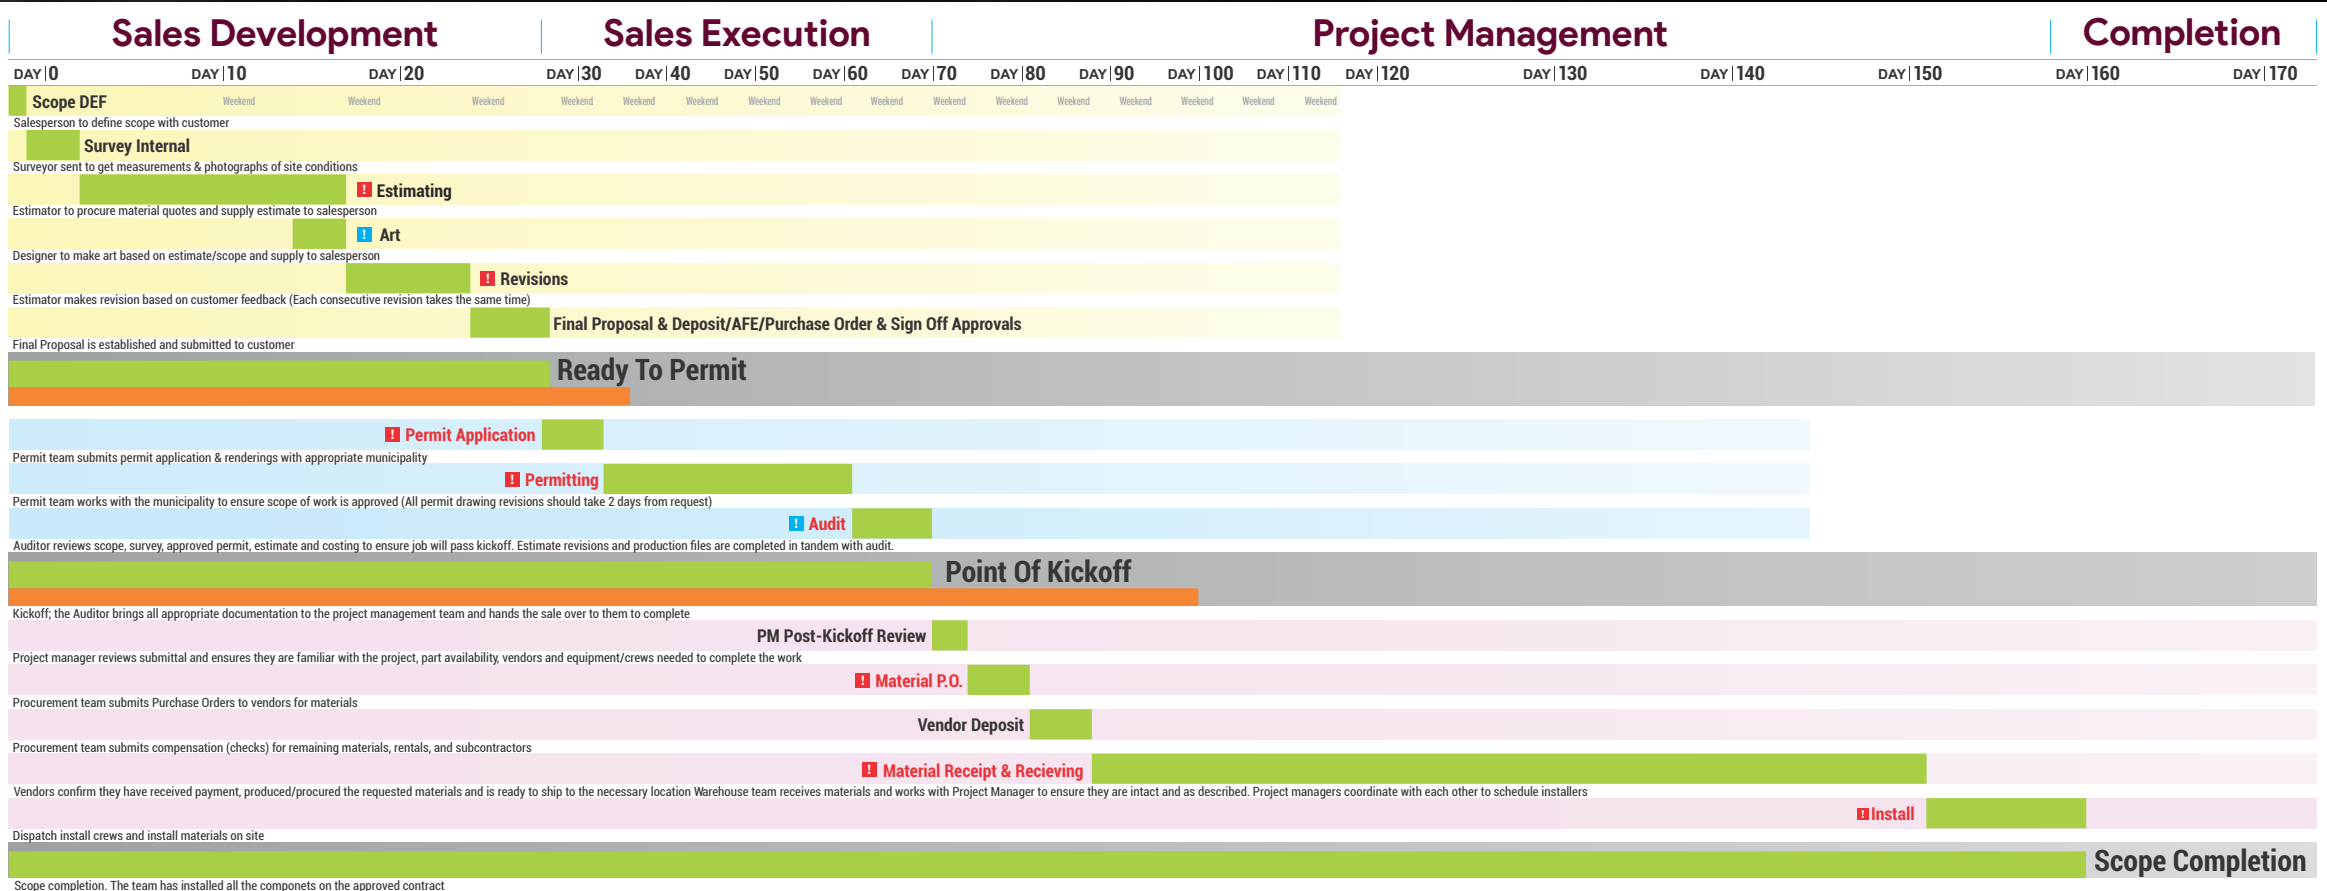 Sales Development Sales Execution Project Management Completion
DAY|0 DAY|10 DAY|20 DAY|30 DAY|40 DAY|50 DAY|60 DAY|70 DAY|80 DAY|90 DAY|100 DAY|110 DAY|120 DAY|130 DAY|140 DAY|150 DAY|160 DAY|170
Scope DEF Weekend Weekend Weekend Weekend Weekend Weekend Weekend Weekend Weekend Weekend Weekend Weekend Weekend Weekend Weekend Weekend
Salesperson to define scope with customer
Survey Internal
Surveyor sent to get measurements & photographs of site conditions
! Estimating
Estimator to procure material quotes and supply estimate to salesperson
! Art
Designer to make art based on estimate/scope and supply to salesperson
! Revisions
Estimator makes revision based on customer feedback (Each consecutive revision takes the same time)
Final Proposal & Deposit/AFE/Purchase Order & Sign Off Approvals
Final Proposal is established and submitted to customer
Ready To Permit
! Permit Application
Permit team submits permit application & renderings with appropriate municipality
! Permitting
Permit team works with the municipality to ensure scope of work is approved (All permit drawing revisions should take 2 days from request)
! Audit
Auditor reviews scope, survey, approved permit, estimate and costing to ensure job will pass kickoff. Estimate revisions and production files are completed in tandem with audit.
Point Of Kickoff
Kickoff; the Auditor brings all appropriate documentation to the project management team and hands the sale over to them to complete
PM Post-Kickoff Review
Project manager reviews submittal and ensures they are familiar with the project, part availability, vendors and equipment/crews needed to complete the work
! Material P.O.
Procurement team submits Purchase Orders to vendors for materials
Vendor Deposit
Procurement team submits compensation (checks) for remaining materials, rentals, and subcontractors
! Material Receipt & Recieving
Vendors confirm they have received payment, produced/procured the requested materials and is ready to ship to the necessary location Warehouse team receives materials and works with Project Manager to ensure they are intact and as described. Project managers coordinate with each other to schedule installers
! Install
Dispatch install crews and install materials on site
Scope Completion
Scope completion. The team has installed all the componets on the approved contract